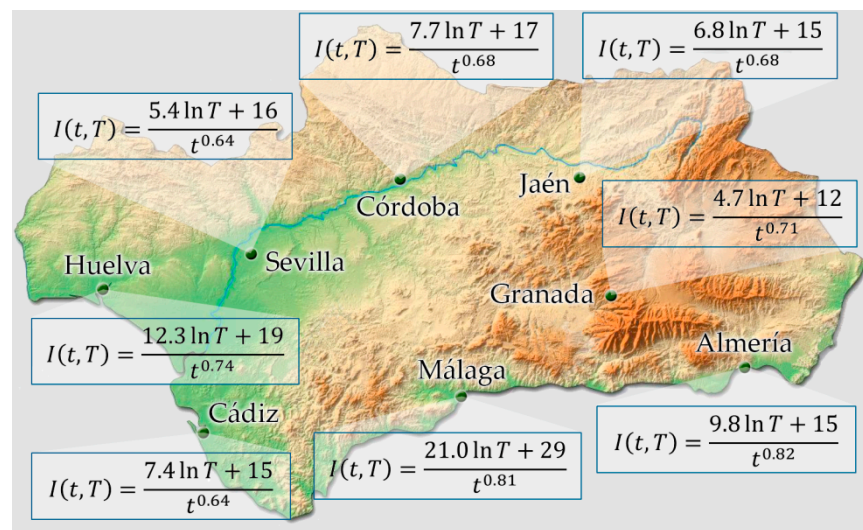 I(t,T) = (7.7 ln T + 17) / t^0.68
I(t,T) = (6.8 ln T + 15) / t^0.68
I(t,T) = (5.4 ln T + 16) / t^0.64
Córdoba
Jaén
I(t,T) = (4.7 ln T + 12) / t^0.71
Huelva
Sevilla
Granada
I(t,T) = (12.3 ln T + 19) / t^0.74
Málaga
Almería
Cádiz
I(t,T) = (7.4 ln T + 15) / t^0.64
I(t,T) = (21.0 ln T + 29) / t^0.81
I(t,T) = (9.8 ln T + 15) / t^0.82